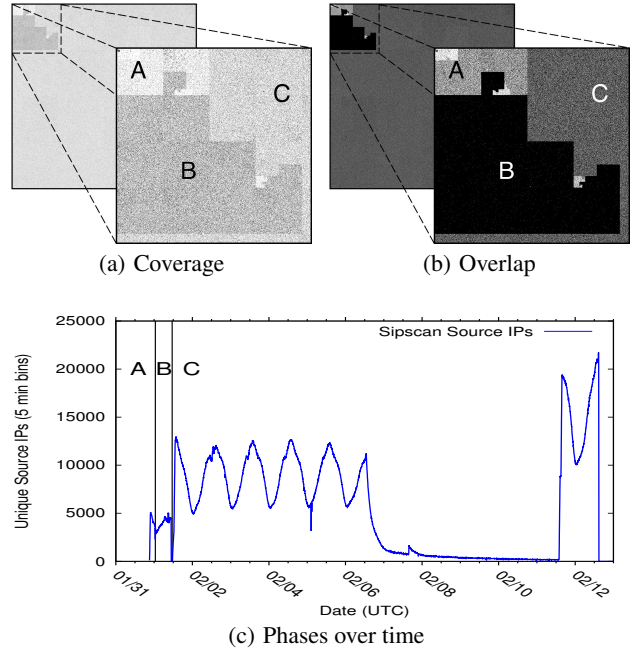 A
C
B
(a) Coverage
A
C
B
(b) Overlap
Unique Source IPs (5 min bins)
25000
20000
15000
10000
5000
0
Sipscan Source IPs
A B C
01/31
02/02
02/04
02/06
02/08
02/10
02/12
Date (UTC)
(c) Phases over time